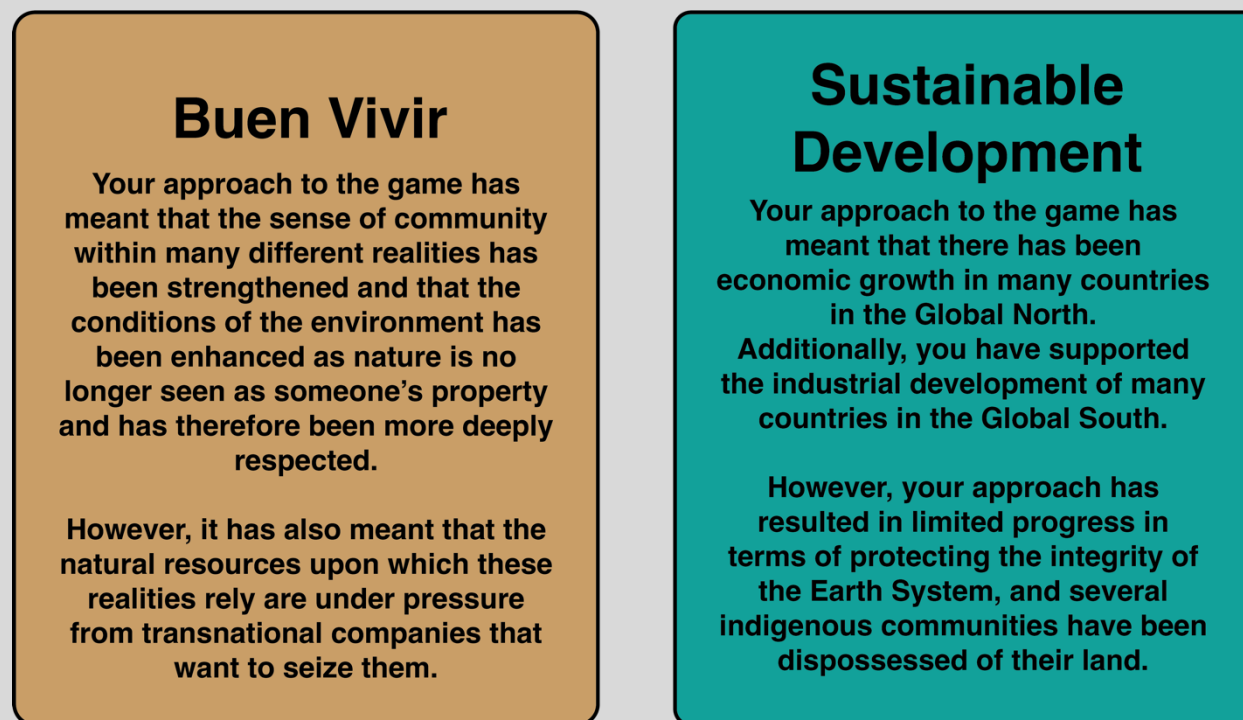 Buen Vivir
Your approach to the game has
meant that the sense of community
within many different realities has
been strengthened and that the
conditions of the environment has
been enhanced as nature is no
longer seen as someone’s property
and has therefore been more deeply
respected.
However, it has also meant that the
natural resources upon which these
realities rely are under pressure
from transnational companies that
want to seize them.
Sustainable
Development
Your approach to the game has
meant that there has been
economic growth in many countries
in the Global North.
Additionally, you have supported
the industrial development of many
countries in the Global South.
However, your approach has
resulted in limited progress in
terms of protecting the integrity of
the Earth System, and several
indigenous communities have been
dispossessed of their land.